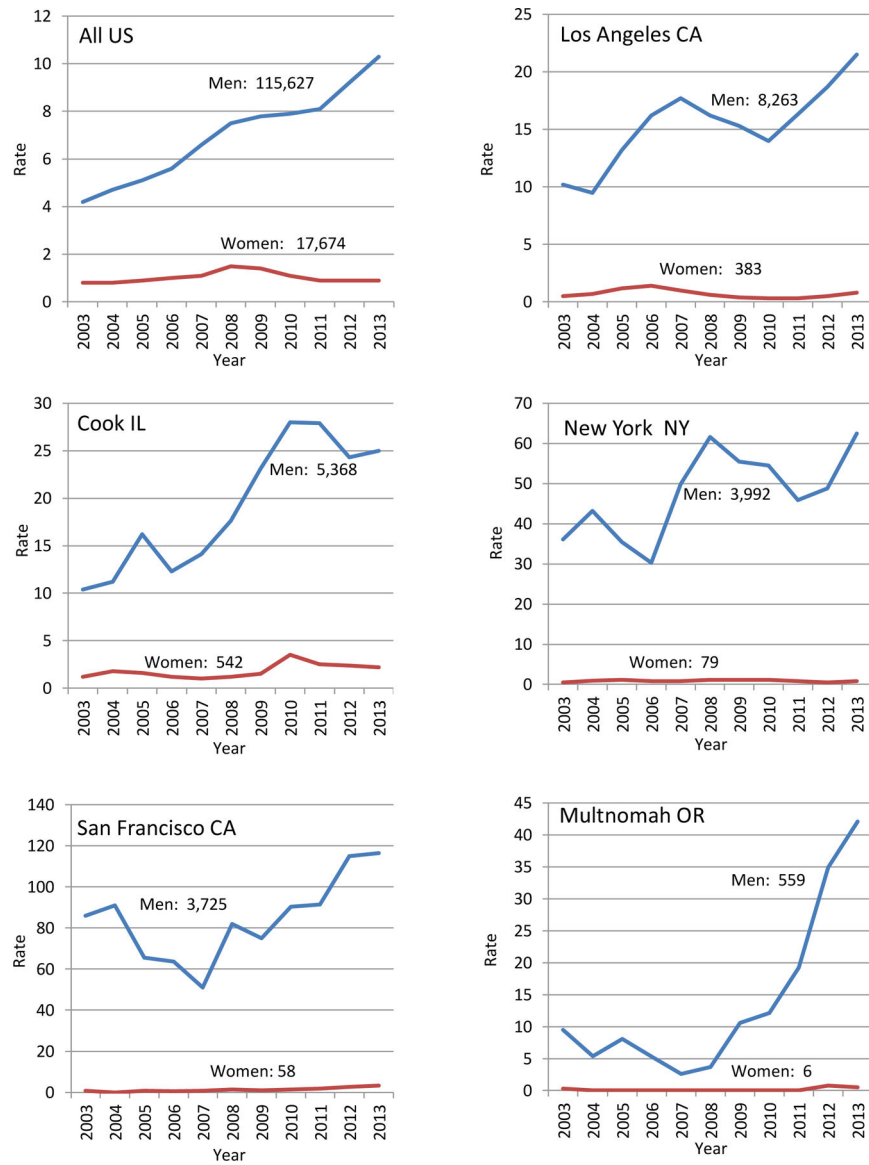 All US
Men: 115,627
Women: 17,674
12
10
8
6
4
2
0
Rate
2003 2004 2005 2006 2007 2008 2009 2010 2011 2012 2013
Year
Los Angeles CA
Men: 8,263
Women: 383
25
20
15
10
5
0
Rate
2003 2004 2005 2006 2007 2008 2009 2010 2011 2012 2013
Year
Cook IL
Men: 5,368
Women: 542
30
25
20
15
10
5
0
Rate
2003 2004 2005 2006 2007 2008 2009 2010 2011 2012 2013
Year
New York NY
Men: 3,992
Women: 79
70
60
50
40
30
20
10
0
Rate
2003 2004 2005 2006 2007 2008 2009 2010 2011 2012 2013
Year
San Francisco CA
Men: 3,725
Women: 58
140
120
100
80
60
40
20
0
Rate
2003 2004 2005 2006 2007 2008 2009 2010 2011 2012 2013
Year
Multnomah OR
Men: 559
Women: 6
45
40
35
30
25
20
15
10
5
0
Rate
2003 2004 2005 2006 2007 2008 2009 2010 2011 2012 2013
Year